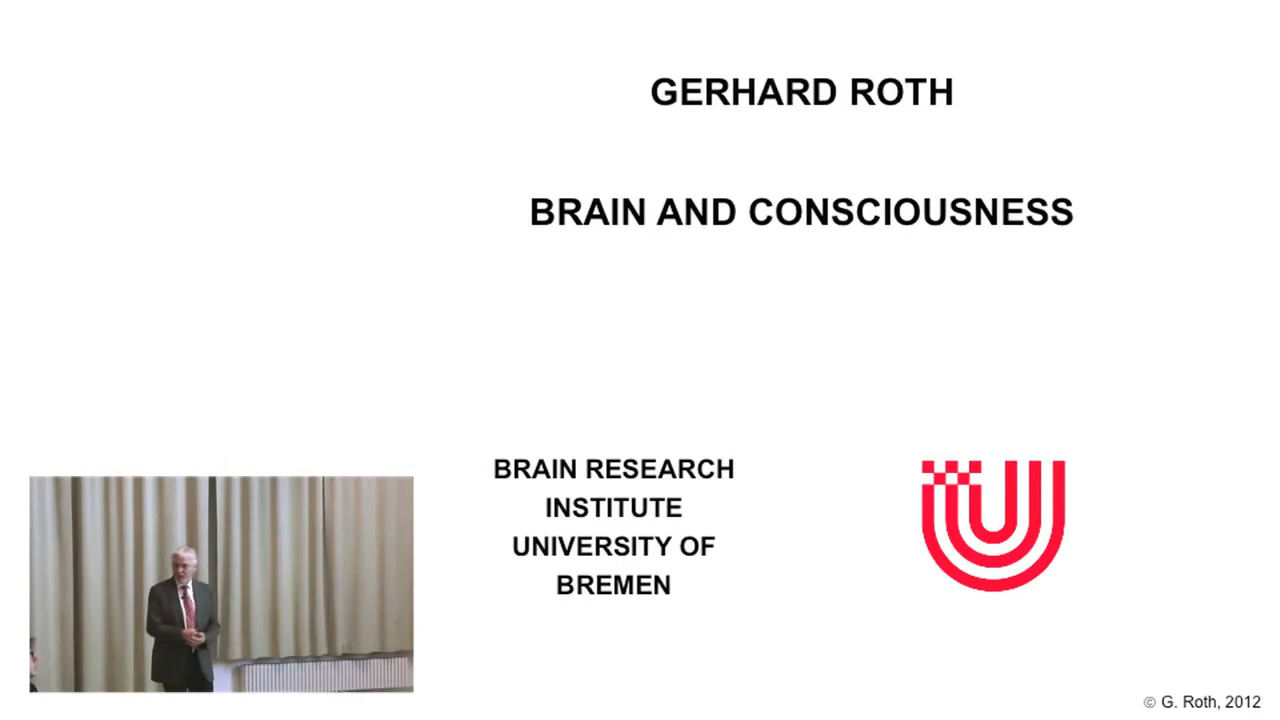 GERHARD ROTH
BRAIN AND CONSCIOUSNESS
BRAIN RESEARCH
INSTITUTE
UNIVERSITY OF
BREMEN
© G. Roth, 2012